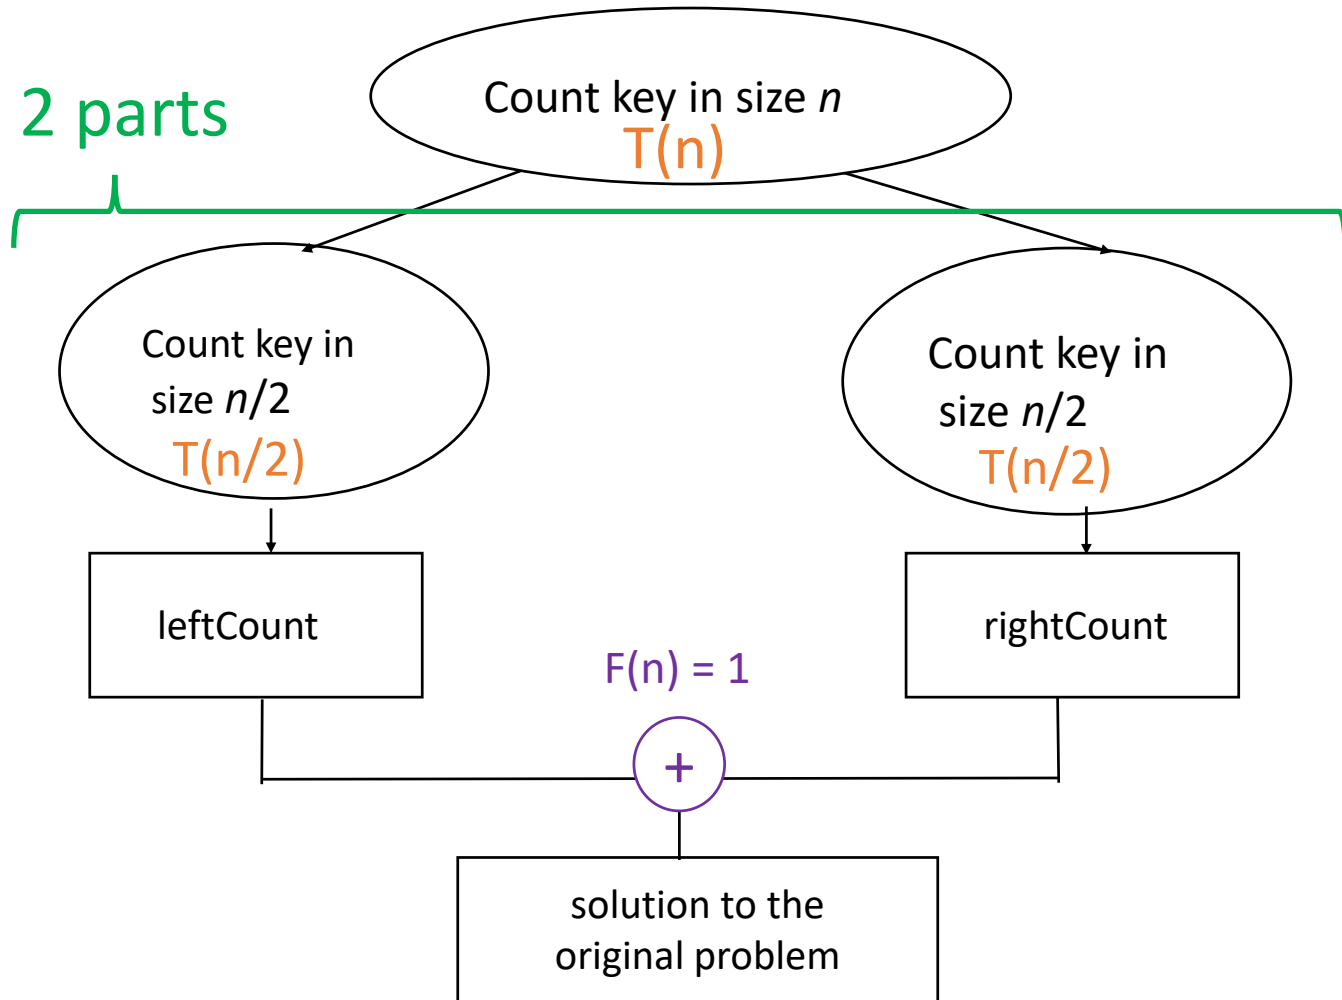 Count key in size n
T(n)
2 parts
Count key in
size n/2
T(n/2)
Count key in
size n/2
T(n/2)
leftCount
rightCount
F(n) = 1
+
solution to the
original problem